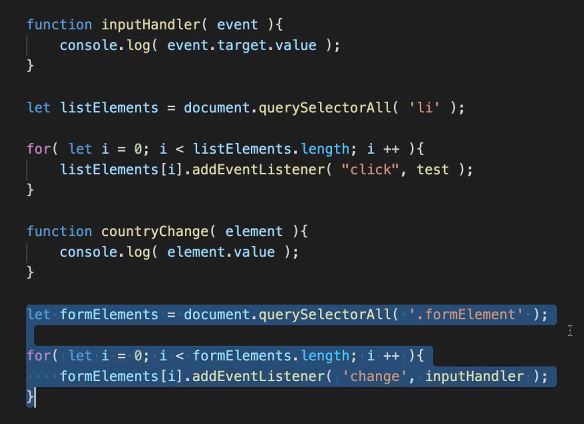 function inputHandler( event ){
    console.log( event.target.value );
}
let listElements = document.querySelectorAll( 'li' );
for( let i = 0; i < listElements.length; i ++ ){
    listElements[i].addEventListener( "click", test );
}
function countryChange( element ){
    console.log( element.value );
}
let formElements = document.querySelectorAll( '.formElement' );
for( let i = 0; i < formElements.length; i ++ ){
    formElements[i].addEventListener( 'change', inputHandler );
}